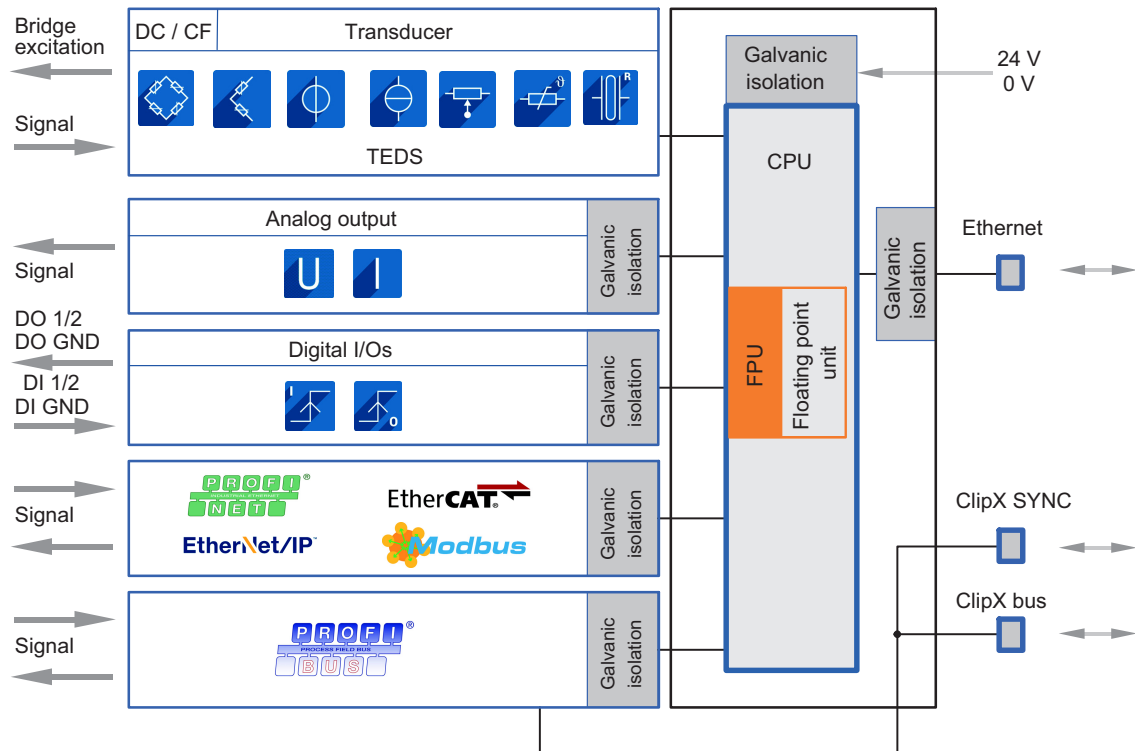 Bridge
excitation
DC / CF
Transducer
R
ϑ
Signal
TEDS
Galvanic
isolation
24 V
0 V
CPU
Analog output
Galvanic
isolation
U
I
Signal
Galvanic
isolation
Ethernet
DO 1/2
DO GND
DI 1/2
DI GND
Digital I/Os
I
O
Galvanic
isolation
FPU
Floating point
unit
Signal
PROFI®
INDUSTRIAL ETHERNET
NET
EtherCAT®
EtherNet/IP™
Modbus
Galvanic
isolation
ClipX SYNC
ClipX bus
Signal
PROFI®
PROCESS FIELD BUS
BUS
Galvanic
isolation